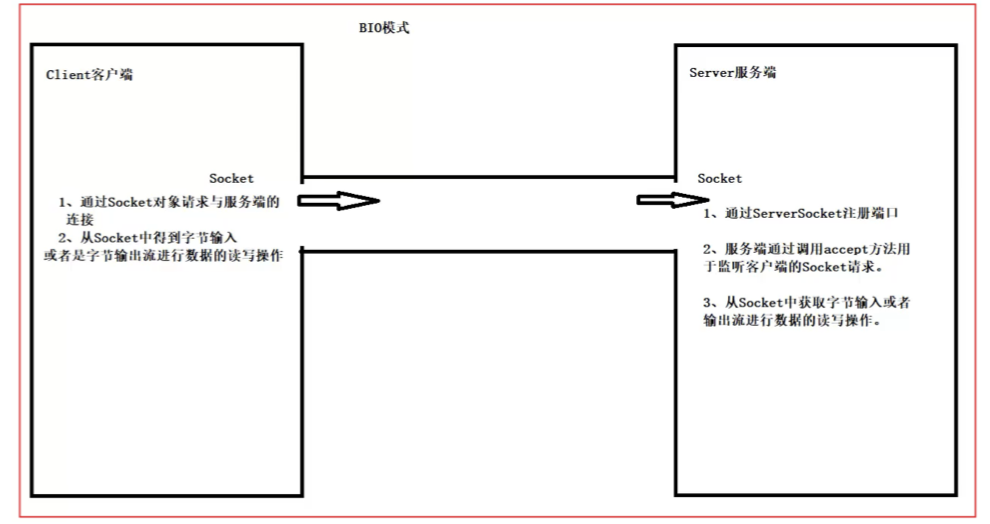 BIO模式
Client客户端
Socket
1、通过Socket对象请求与服务端的
连接
2、从Socket中得到字节输入
或者是字节输出流进行数据的读写操作
Server服务端
Socket
1、通过ServerSocket注册端口
2、服务端通过调用accept方法用
于监听客户端的Socket请求。
3、从Socket中获取字节输入或者
输出流进行数据的读写操作。